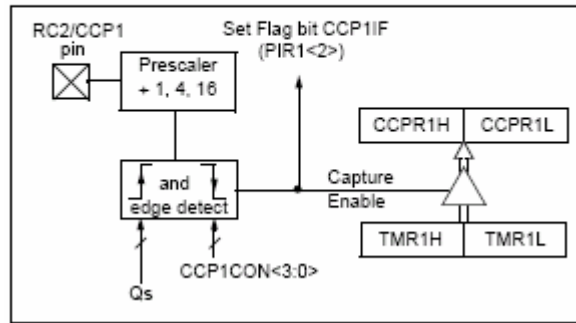 RC2/CCP1
pin
Set Flag bit CCP1IF
(PIR1<2>)
Prescaler
+ 1, 4, 16
CCPR1H CCPR1L
and
edge detect
Capture
Enable
TMR1H TMR1L
CCP1CON<3:0>
Qs